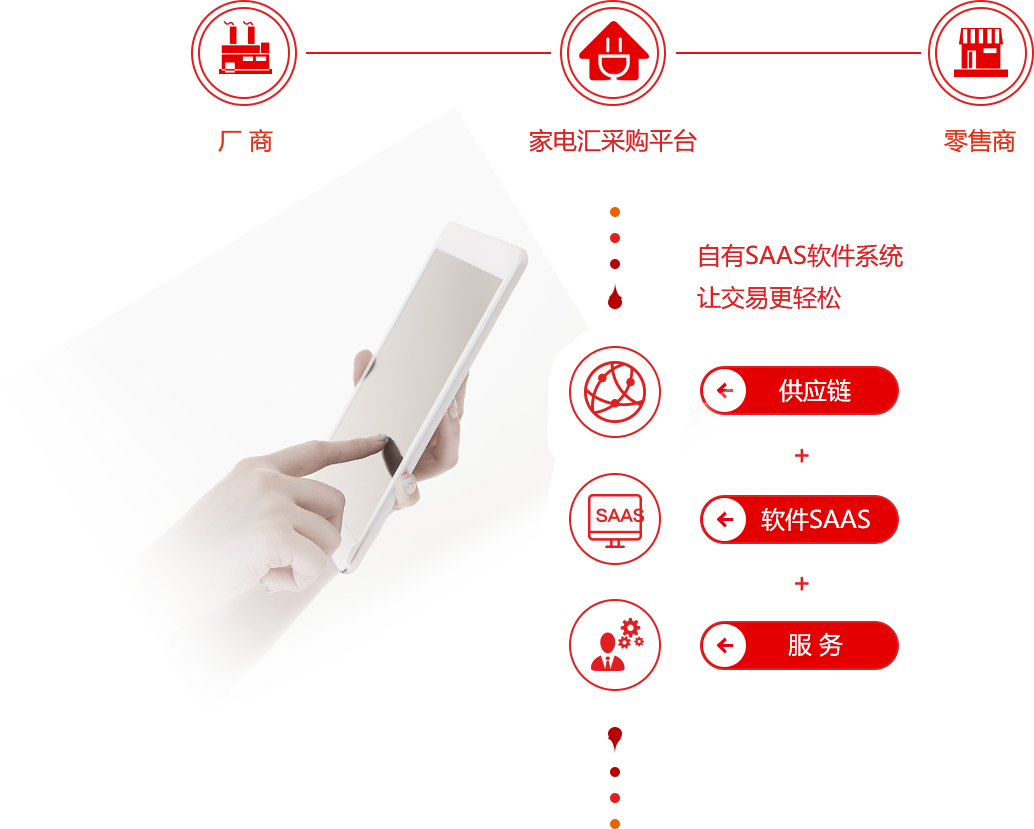 厂 商
家电汇采购平台
零售商
自有SAAS软件系统
让交易更轻松
供应链
+
SAAS
软件SAAS
+
服 务